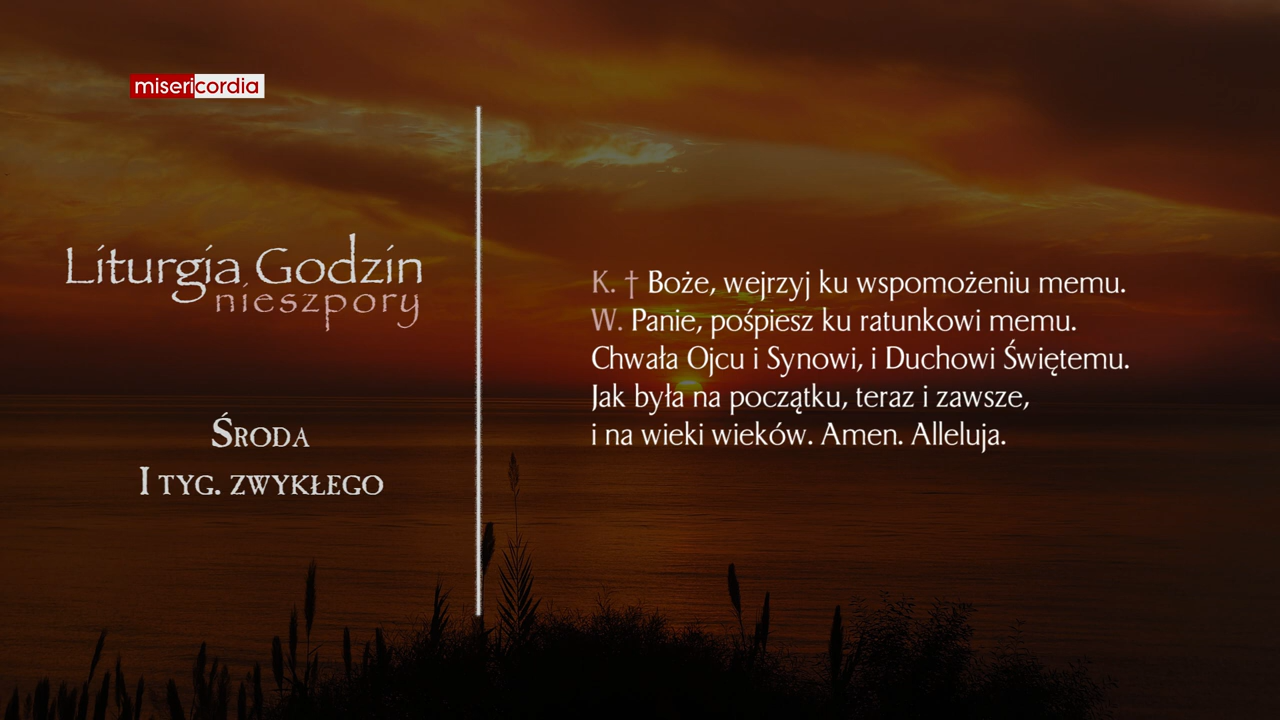 misericordia
Liturgia Godzin
nieszpory
Środa
I tyg. zwykłego
K. † Boże, wejrzyj ku wspomożeniu memu.
W. Panie, pośpiesz ku ratunkowi memu.
Chwała Ojcu i Synowi, i Duchowi Świętemu.
Jak była na początku, teraz i zawsze,
i na wieki wieków. Amen. Alleluja.